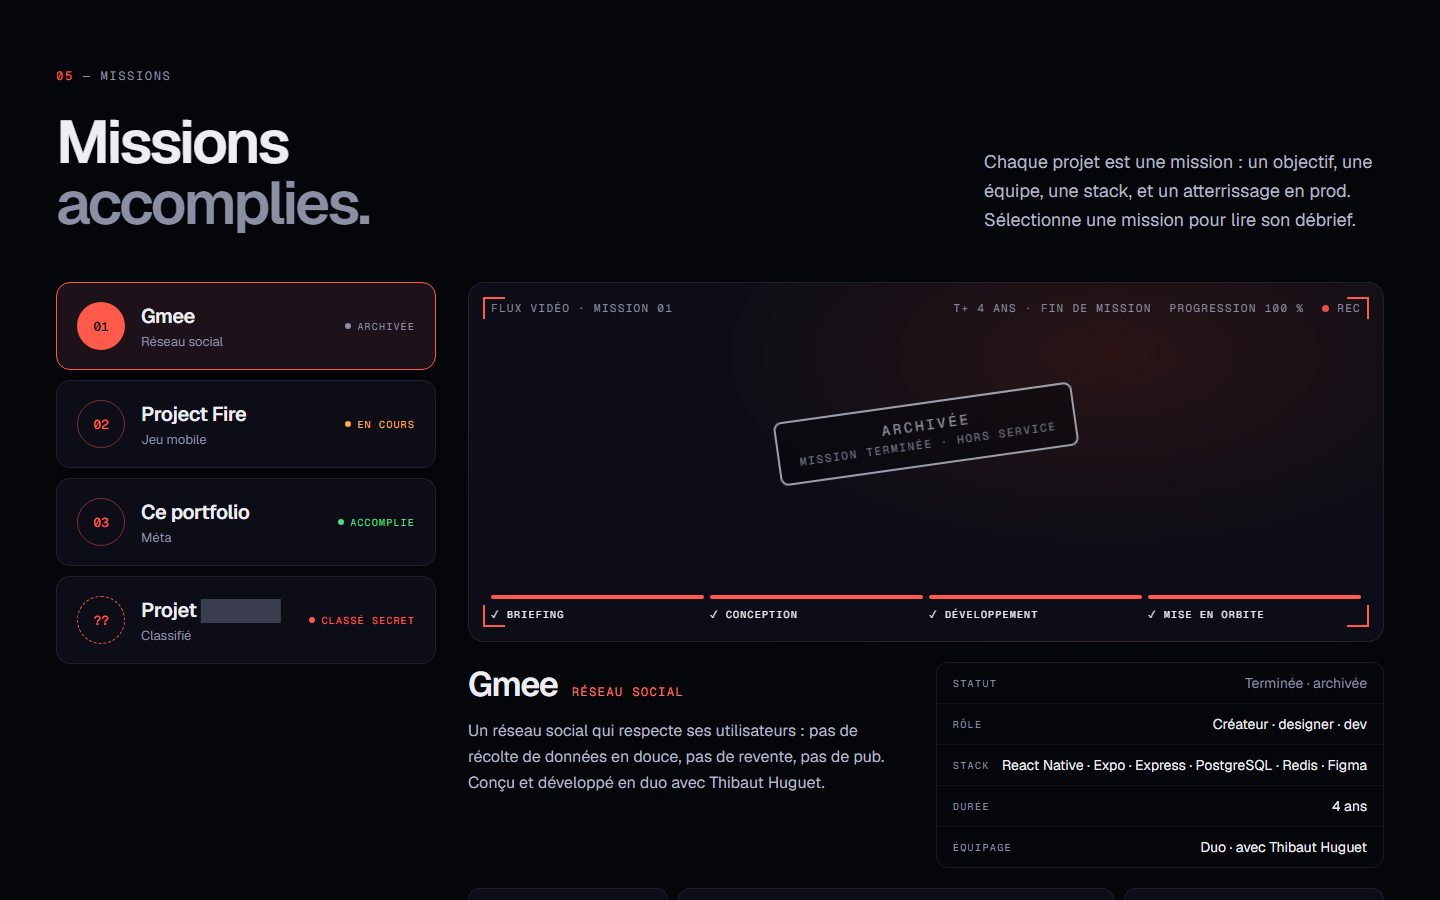 05 — MISSIONS
Missions
accomplies.
Chaque projet est une mission : un objectif, une
équipe, une stack, et un atterrissage en prod.
Sélectionne une mission pour lire son débrief.
01
Gmee
Réseau social
ARCHIVÉE
02
Project Fire
Jeu mobile
EN COURS
03
Ce portfolio
Méta
ACCOMPLIE
??
Projet
Classifié
CLASSÉ SECRET
FLUX VIDÉO · MISSION 01
T+ 4 ANS · FIN DE MISSION PROGRESSION 100 % REC
ARCHIVÉE
MISSION TERMINÉE · HORS SERVICE
✓ BRIEFING
✓ CONCEPTION
✓ DÉVELOPPEMENT
✓ MISE EN ORBITE
Gmee RÉSEAU SOCIAL
Un réseau social qui respecte ses utilisateurs : pas de
récolte de données en douce, pas de revente, pas de pub.
Conçu et développé en duo avec Thibaut Huguet.
STATUT Terminée · archivée
RÔLE Créateur · designer · dev
STACK React Native · Expo · Express · PostgreSQL · Redis · Figma
DURÉE 4 ans
ÉQUIPAGE Duo · avec Thibaut Huguet